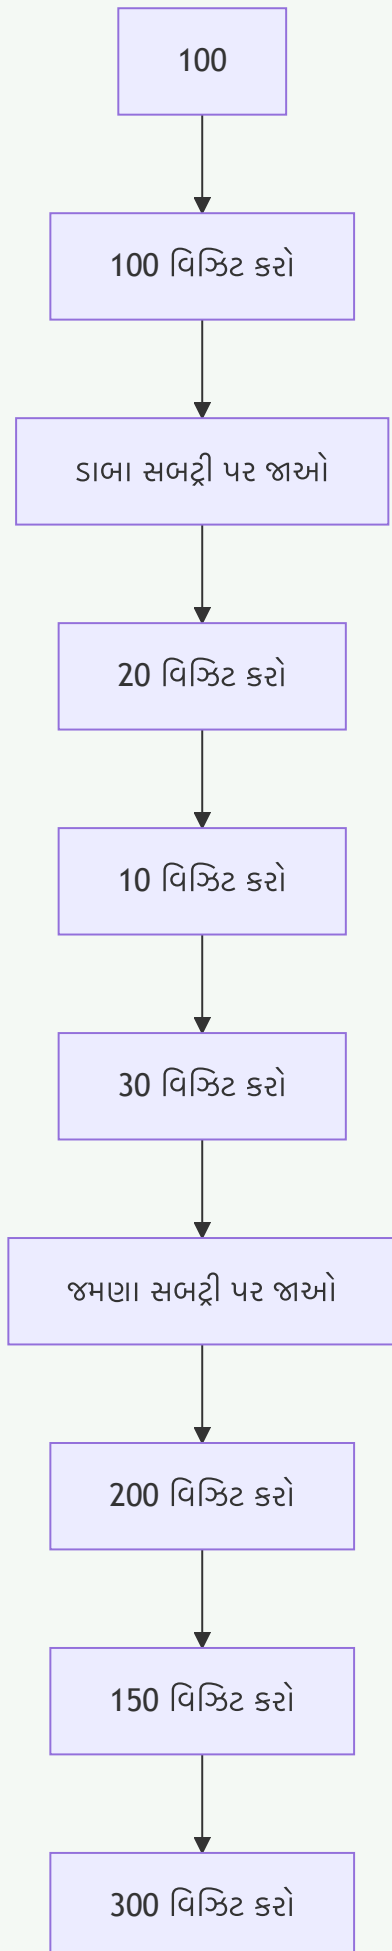 100
100 વિઝિટ કરો
ડાબા સબટ્રી પર જાઓ
20 વિઝિટ કરો
10 વિઝિટ કરો
30 વિઝિટ કરો
જમણા સબટ્રી પર જાઓ
200 વિઝિટ કરો
150 વિઝિટ કરો
300 વિઝિટ કરો